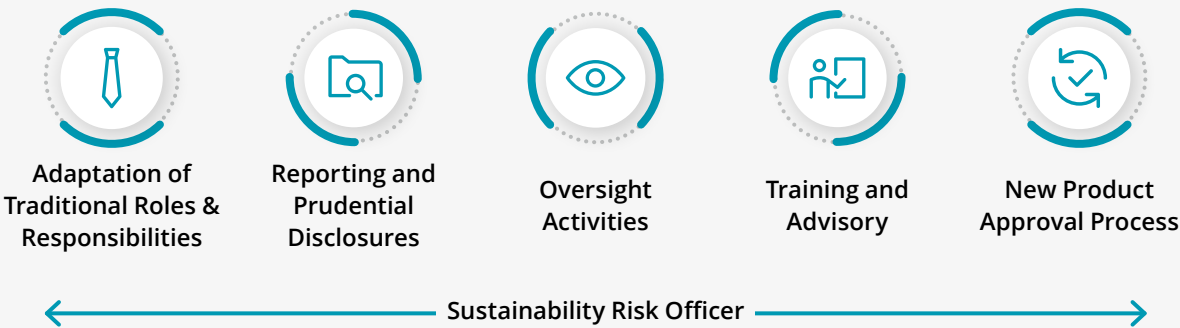 Adaptation of
Traditional Roles &
Responsibilities
Reporting and
Prudential
Disclosures
Oversight
Activities
Training and
Advisory
New Product
Approval Process
Sustainability Risk Officer